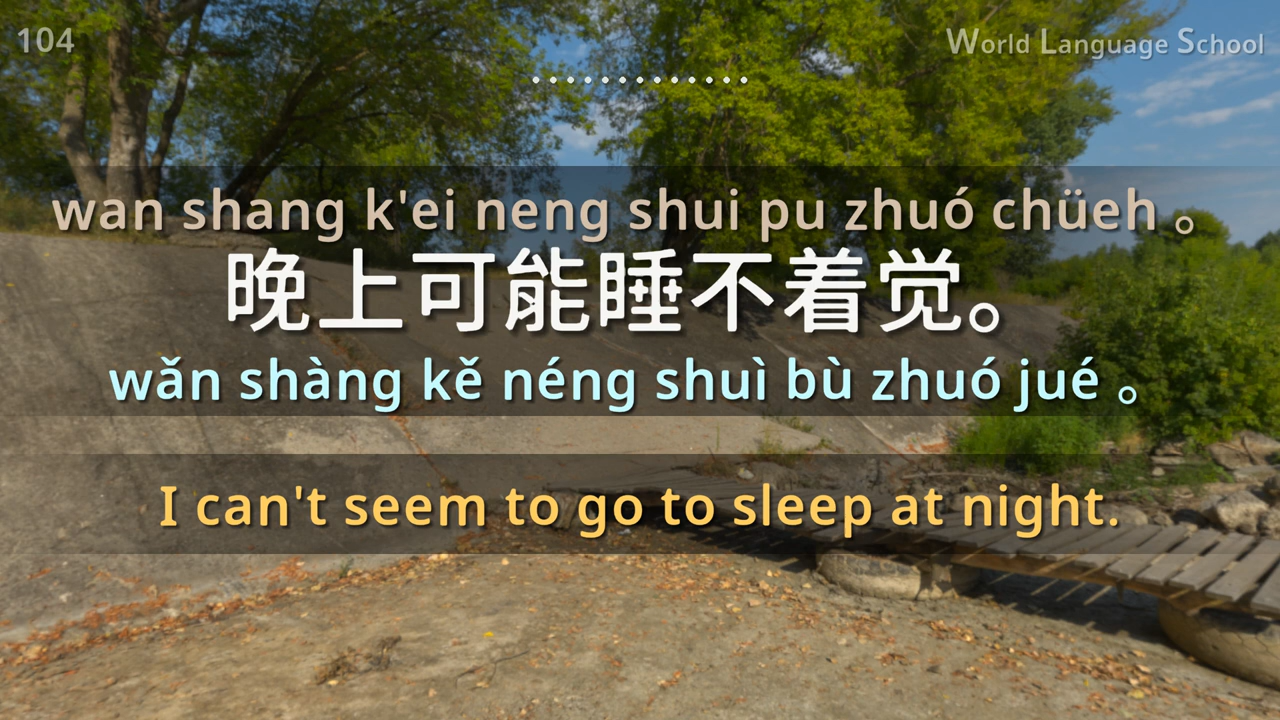 104
World Language School
wan shang k'ei neng shui pu zhuó chüeh 。
晚上可能睡不着觉。
wǎn shàng kě néng shuì bù zhuó jué 。
I can't seem to go to sleep at night.